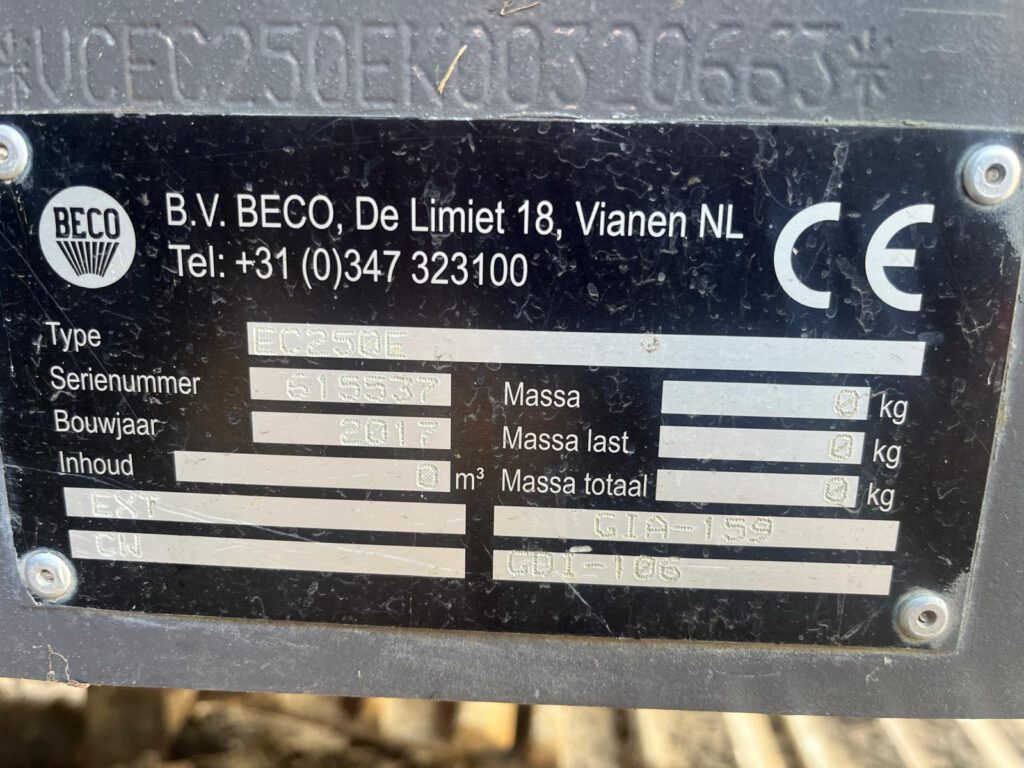 *VCEC250EK00320663*
BECO
B.V. BECO, De Limiet 18, Vianen NL
Tel: +31 (0)347 323100
CE
Type EC250E
Serienummer 615537
Massa 0 kg
Bouwjaar 2017
Massa last 0 kg
Inhoud 0 m³
Massa totaal 0 kg
EXT
GIA-159
CW
GDI-106